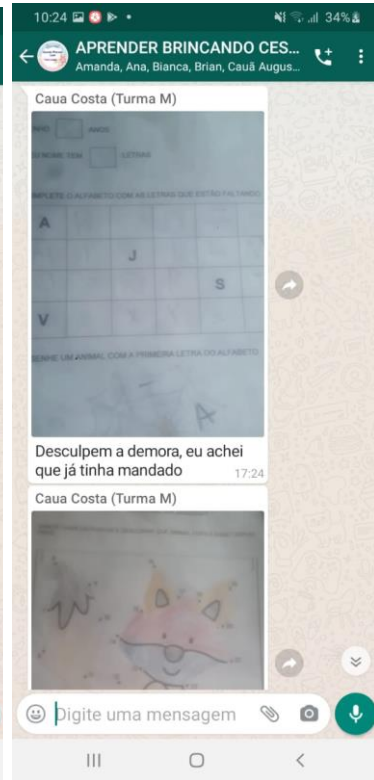 10:24 34%
APRENDER BRINCANDO CES...
Amanda, Ana, Bianca, Brian, Cauã Augus...
Caua Costa (Turma M)
ANOS
NOME TEM LETRAS
COMPLETE O ALFABETO COM AS LETRAS QUE ESTÃO FALTANDO
A
J
S
V
UM ANIMAL COM A PRIMEIRA LETRA DO ALFABETO
A
Desculpem a demora, eu achei
que já tinha mandado 17:24
Caua Costa (Turma M)
Digite uma mensagem